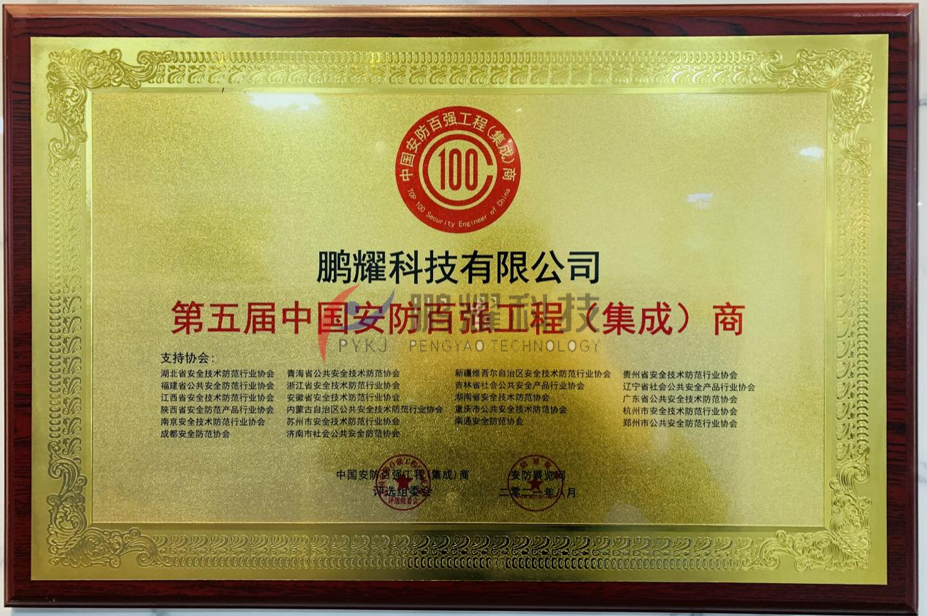 中国安防百强工程(集成)商
100
TOP 100 Security Engineer of China
鹏耀科技有限公司
第五届中国安防百强工程（集成）商
鹏耀科技
PYKJ PENGYAO TECHNOLOGY
支持协会：
湖北省安全技术防范行业协会 青海省公共安全技术防范协会 新疆维吾尔自治区安全技术防范行业协会 贵州省安全技术防范行业协会
福建省公共安全防范行业协会 浙江省安全技术防范行业协会 吉林省社会公共安全产品行业协会 辽宁省社会公共安全产品行业协会
江西省安全技术防范行业协会 安徽省安全技术防范行业协会 湖南省安全技术防范协会 广东省公共安全技术防范协会
陕西省安全防范产品行业协会 内蒙古自治区公共安全技术防范行业协会 重庆市公共安全技术防范协会 杭州市安全技术防范行业协会
南京安全技术防范行业协会 苏州市安全技术防范行业协会 南通安全防范协会 郑州市公共安全防范行业协会
成都安全防范协会 济南市社会公共安全防范协会
中国安防百强工程(集成)商 安防展览网
评选组委会 二零二一年八月